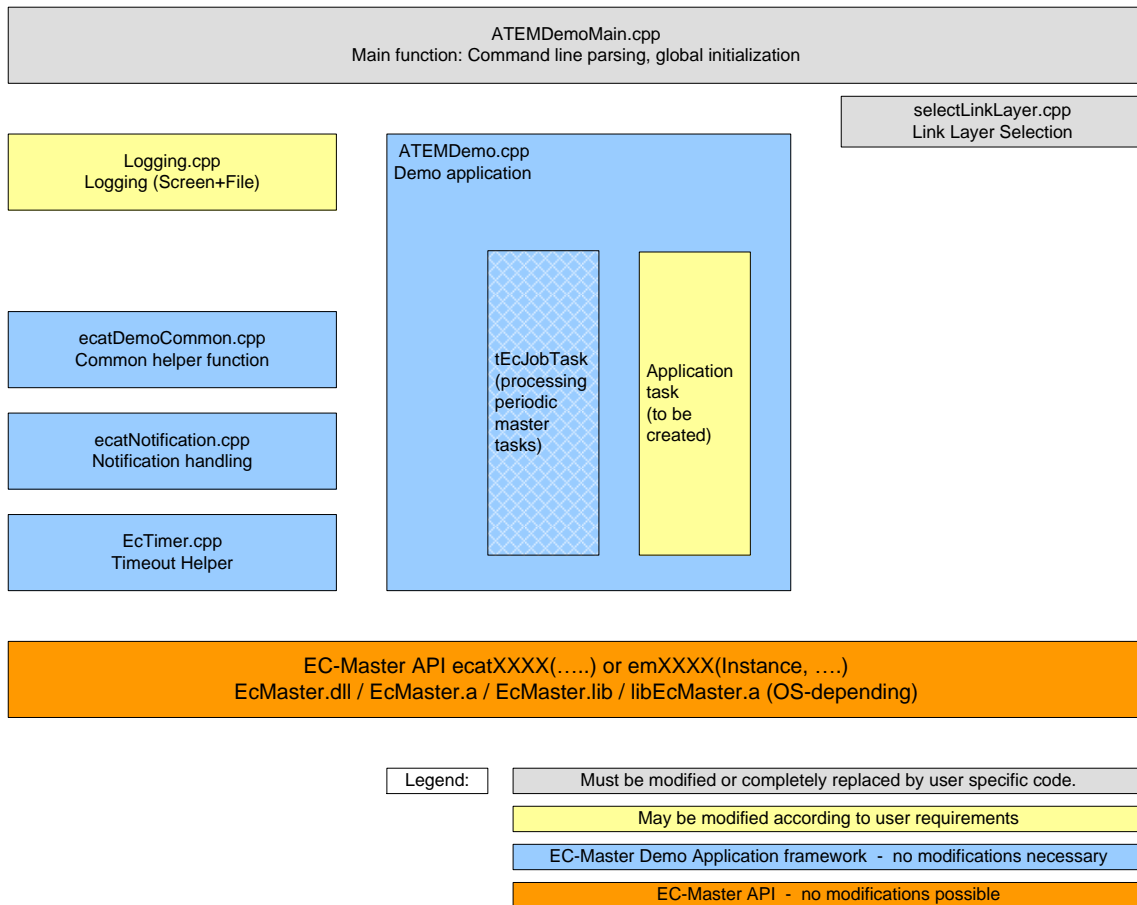 ATEMDemoMain.cpp
Main function: Command line parsing, global initialization
selectLinkLayer.cpp
Link Layer Selection
Logging.cpp
Logging (Screen+File)
ATEMDemo.cpp
Demo application
ecatDemoCommon.cpp
Common helper function
ecatNotification.cpp
Notification handling
EcTimer.cpp
Timeout Helper
tEcJobTask
(processing
periodic
master
tasks)
Application
task
(to be
created)
EC-Master API ecatXXXX(…..) or emXXXX(Instance, ….)
EcMaster.dll / EcMaster.a / EcMaster.lib / libEcMaster.a (OS-depending)
Legend:
Must be modified or completely replaced by user specific code.
May be modified according to user requirements
EC-Master Demo Application framework - no modifications necessary
EC-Master API - no modifications possible